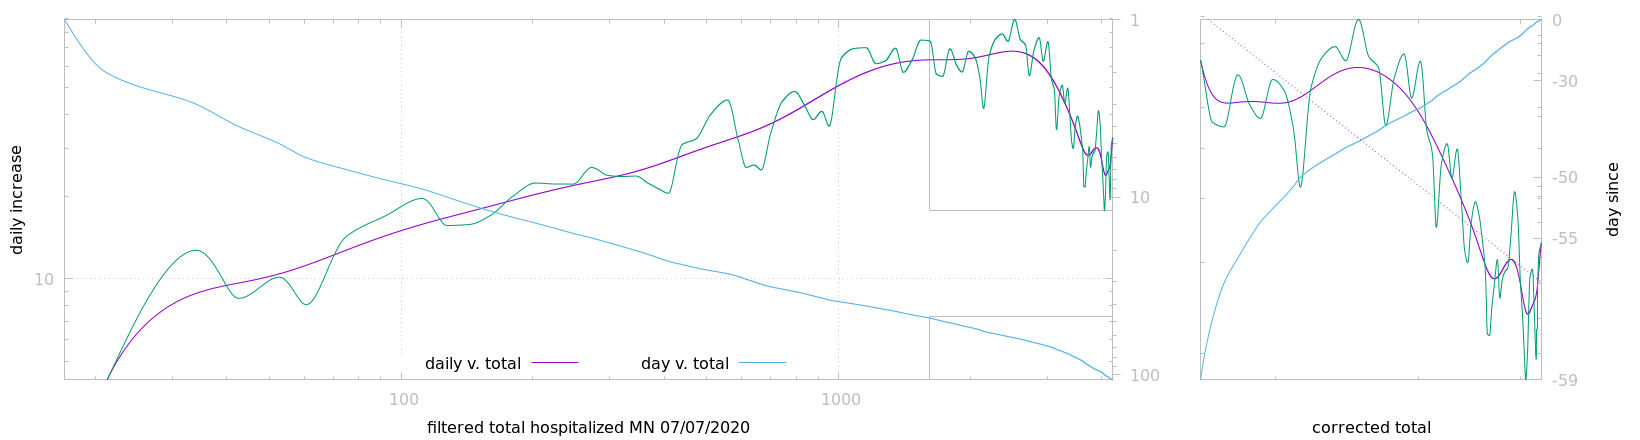 1
0
-30
10
-50
daily increase
day since
-55
10
daily v. total
day v. total
100
-59
100
1000
filtered total hospitalized MN 07/07/2020
corrected total